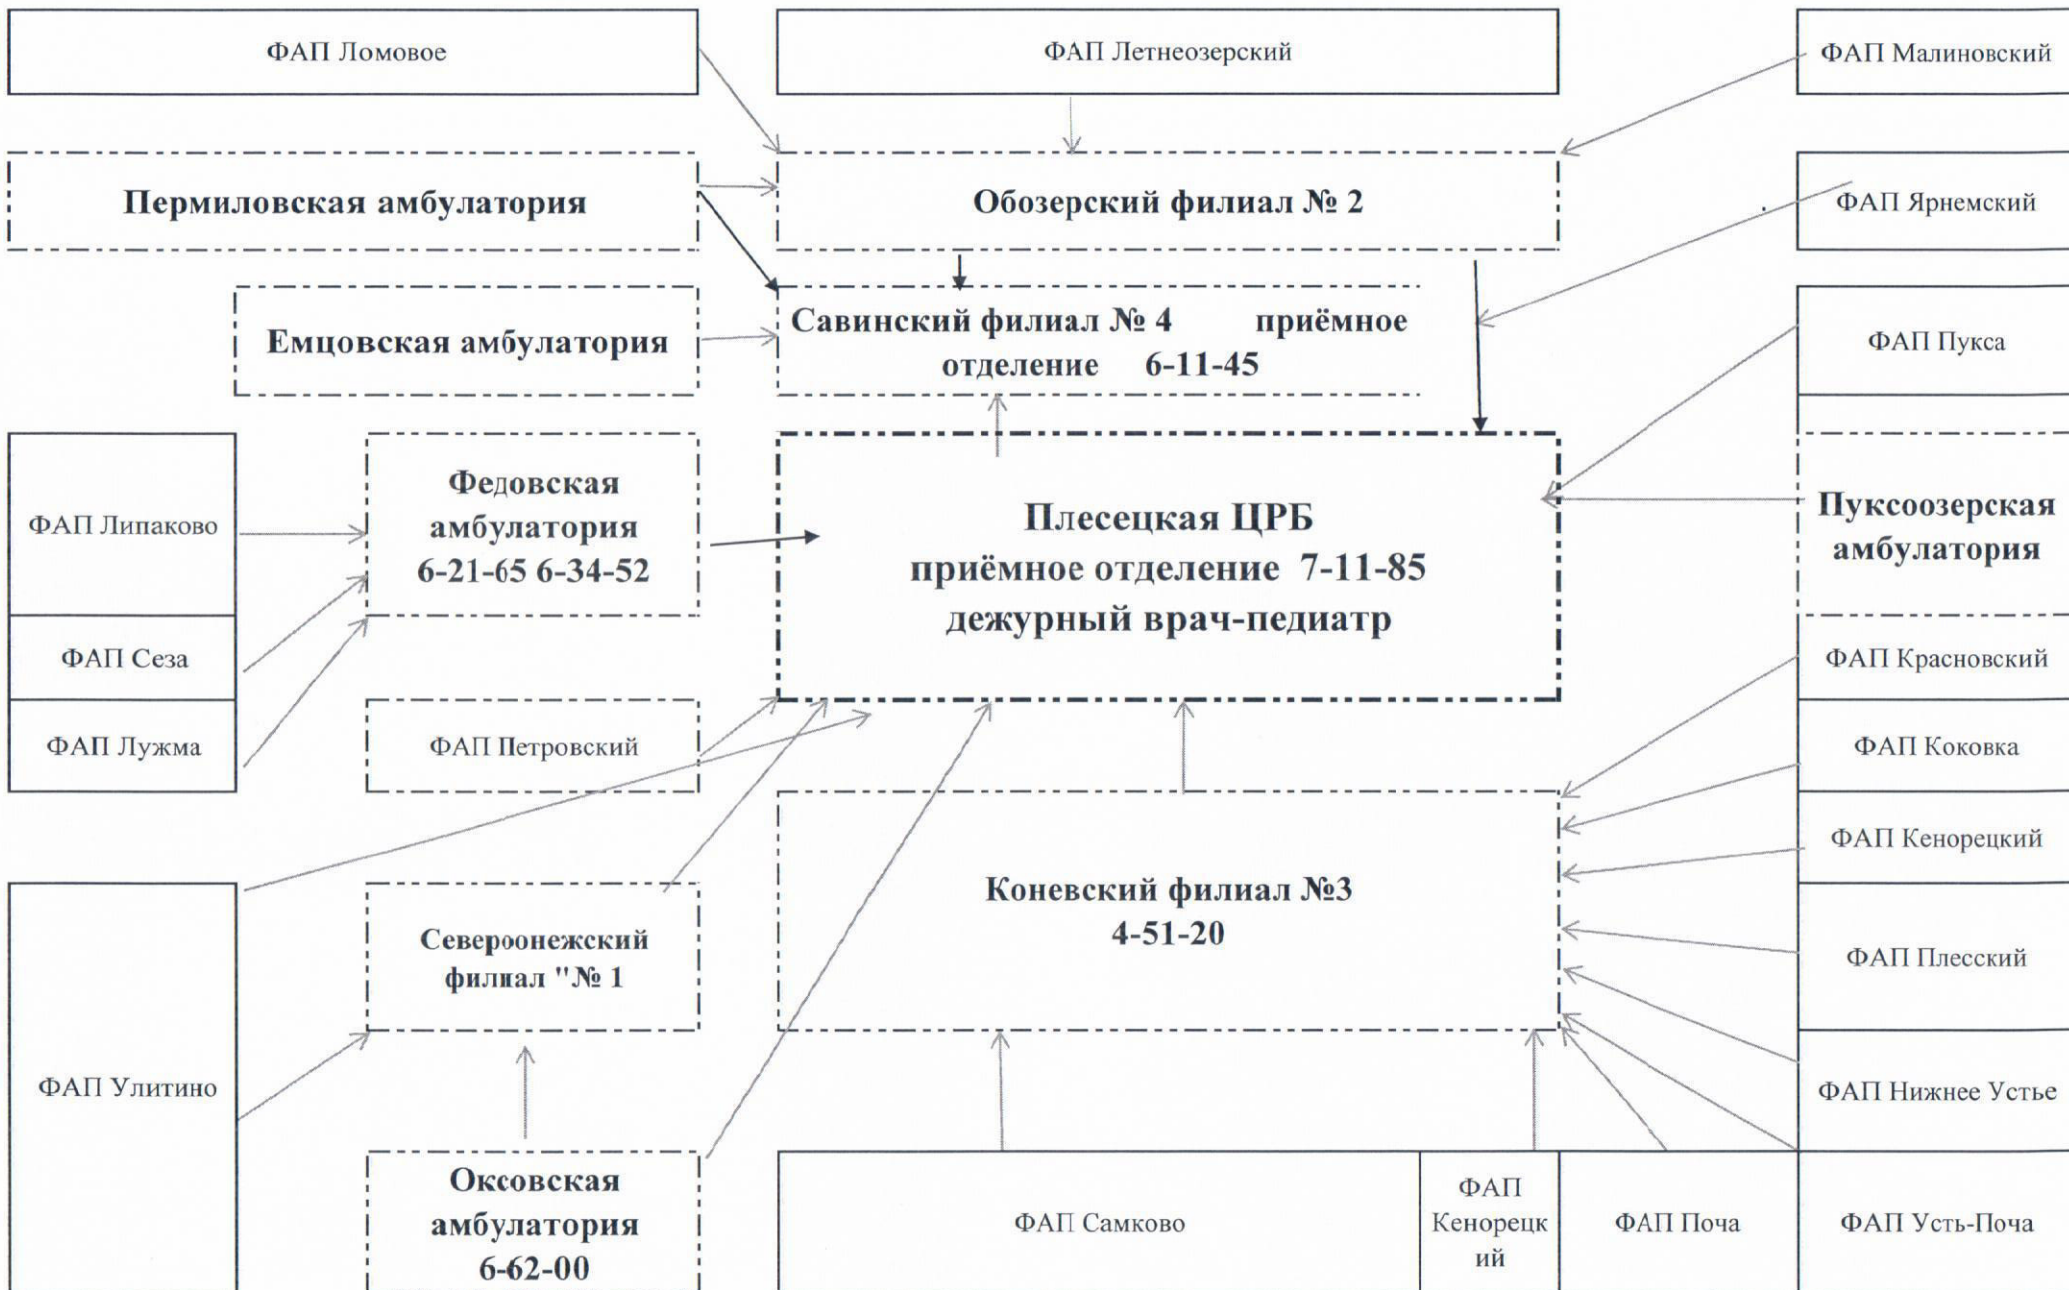 ФАП Ломовое
ФАП Летнеозерский
ФАП Малиновский
Пермиловская амбулатория
Обозерский филиал № 2
ФАП Ярнемский
Емцовская амбулатория
Савинский филиал № 4 приёмное
отделение 6-11-45
ФАП Пукса
ФАП Липаково
Федовская
амбулатория
6-21-65 6-34-52
Плесецкая ЦРБ
приёмное отделение 7-11-85
дежурный врач-педиатр
Пуксоозерская
амбулатория
ФАП Сеза
ФАП Красновский
ФАП Лужма
ФАП Петровский
ФАП Коковка
ФАП Кенорецкий
Коневский филиал №3
4-51-20
Североонежский
филиал "№ 1
ФАП Плесский
ФАП Улитино
ФАП Нижнее Устье
Оксовская
амбулатория
6-62-00
ФАП Самково
ФАП
Кенорецк
ий
ФАП Поча
ФАП Усть-Поча